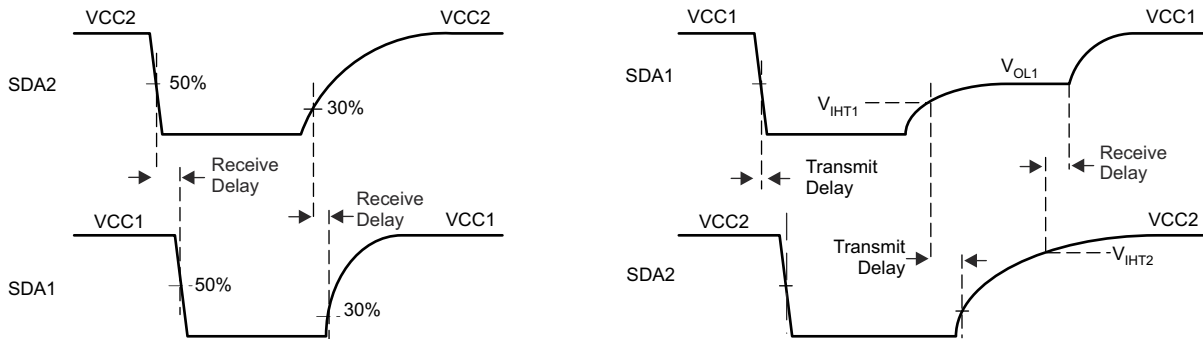 VCC2
VCC2
SDA2
50%
30%
Receive
Delay
Receive
Delay
VCC1
VCC1
SDA1
50%
30%
VCC1
VCC1
SDA1
VOL1
VIHT1
Transmit
Delay
Receive
Delay
VCC2
VCC2
Transmit
Delay
VIHT2
SDA2